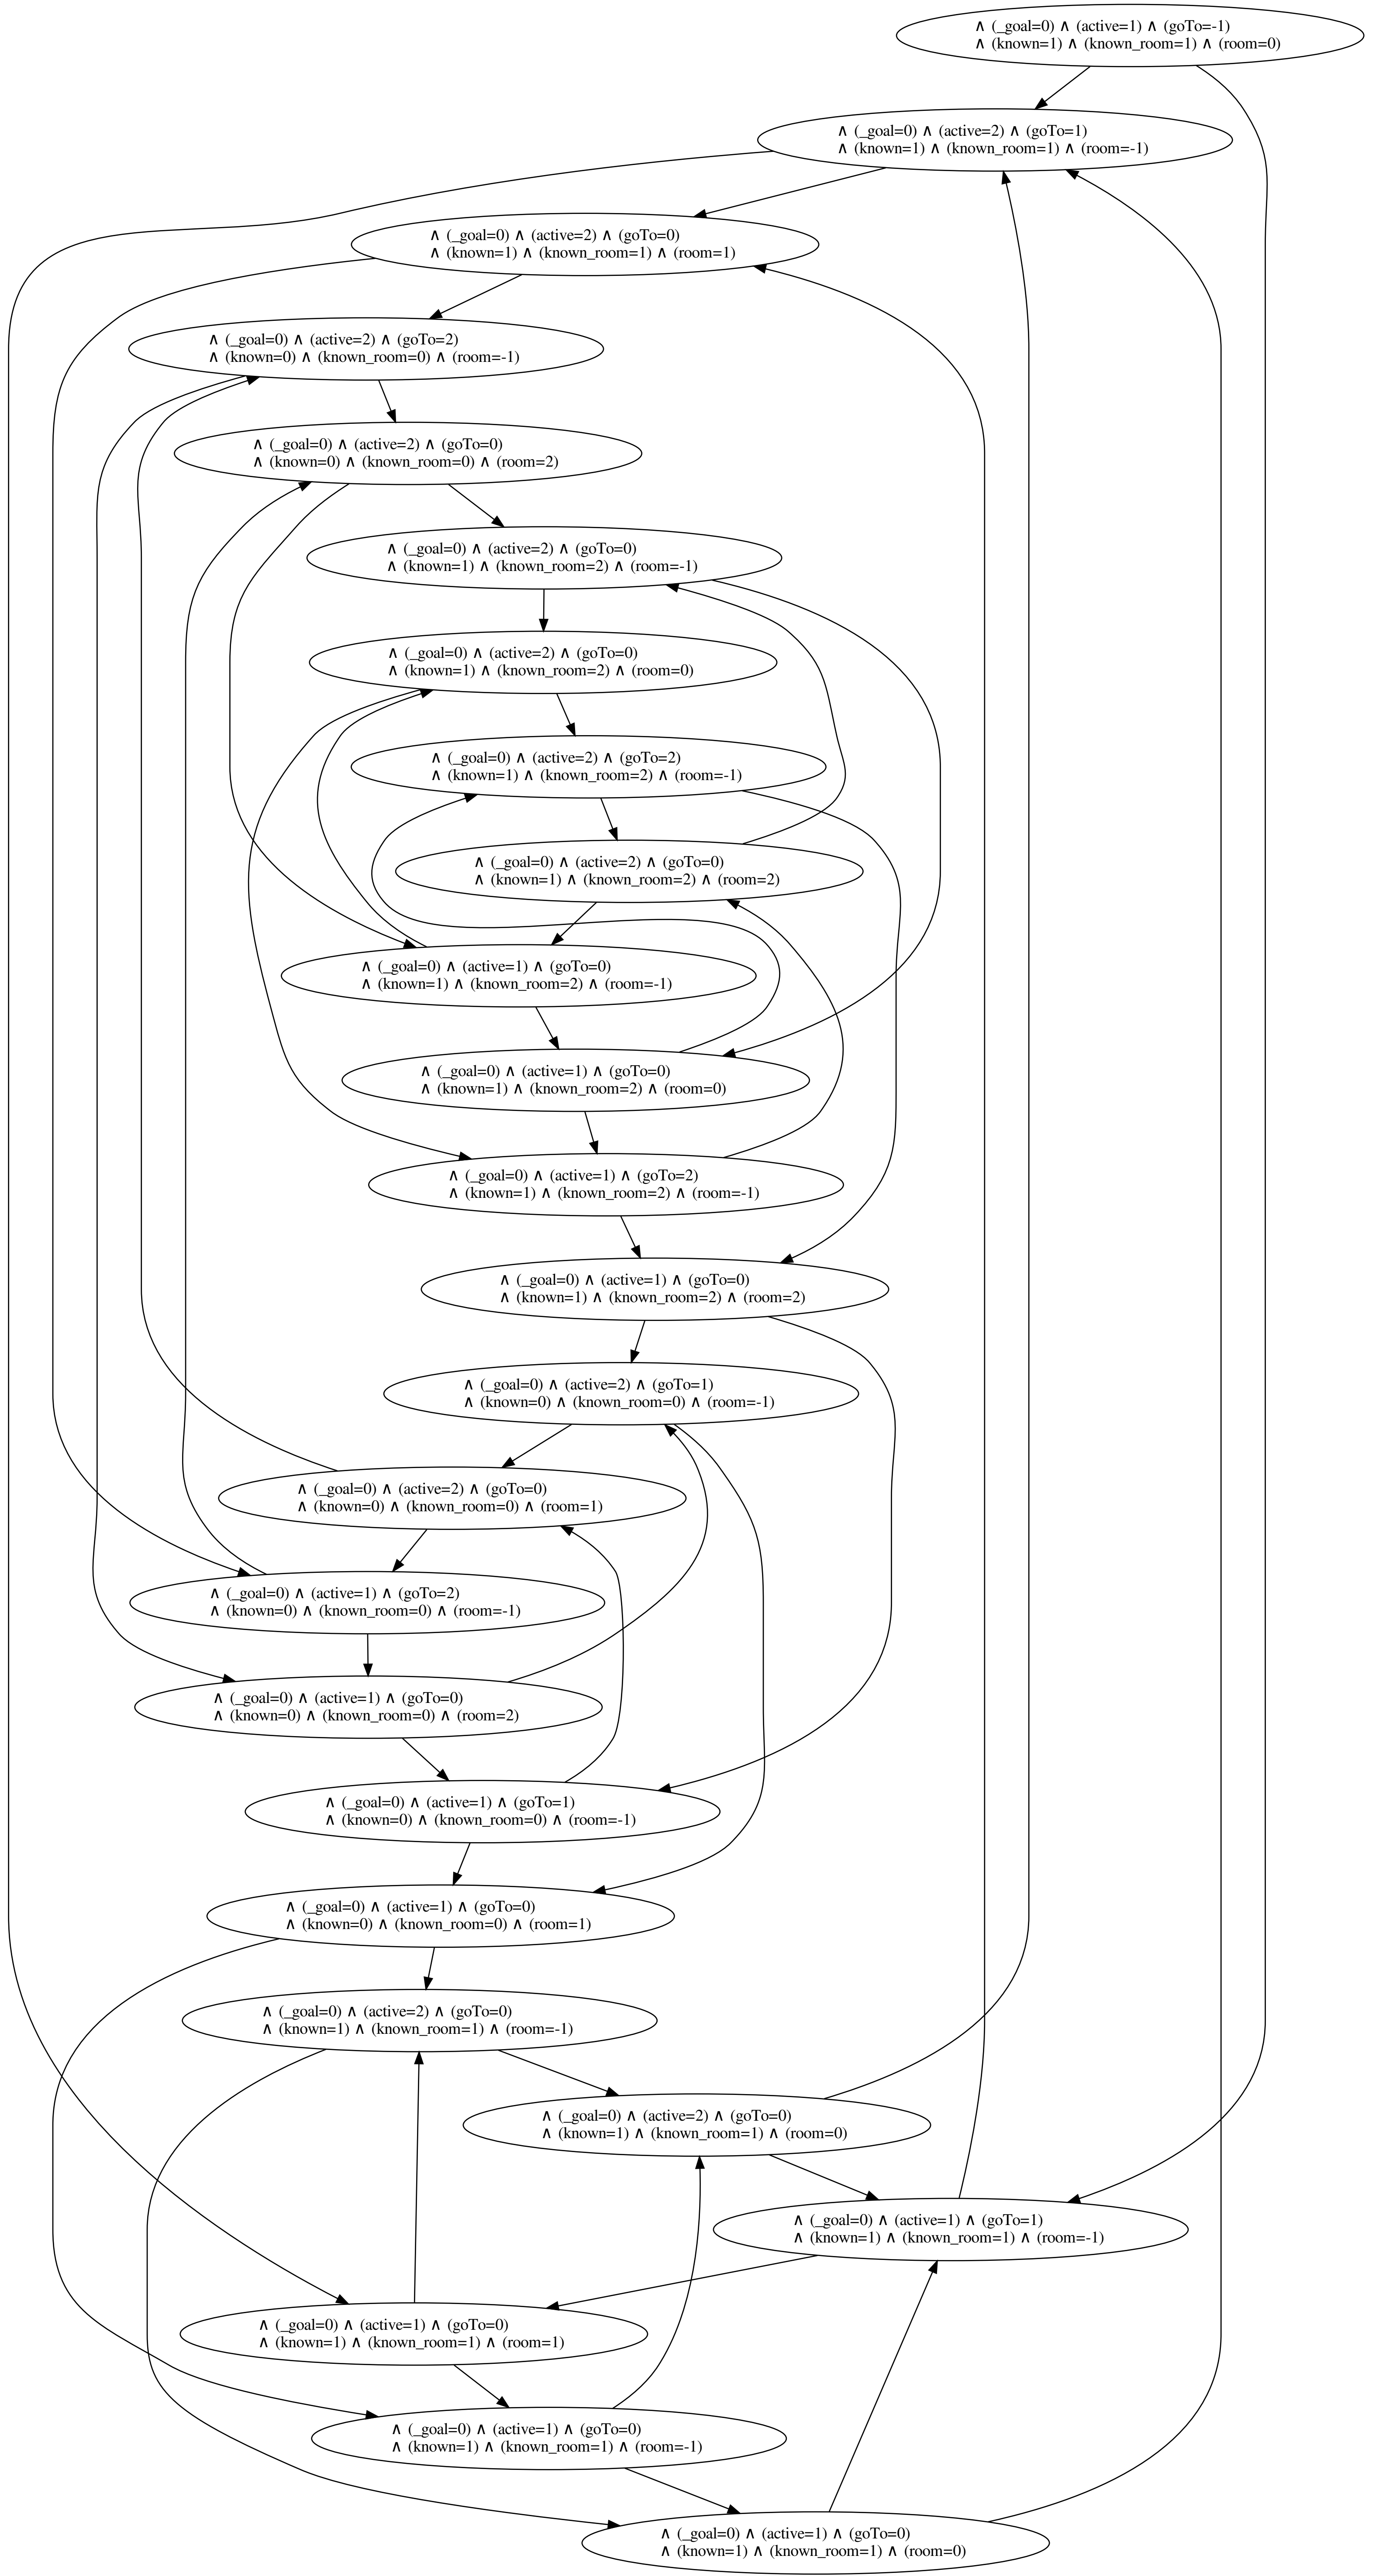 ∧ (_goal=0) ∧ (active=1) ∧ (goTo=-1)
∧ (known=1) ∧ (known_room=1) ∧ (room=0)
∧ (_goal=0) ∧ (active=2) ∧ (goTo=1)
∧ (known=1) ∧ (known_room=1) ∧ (room=-1)
∧ (_goal=0) ∧ (active=2) ∧ (goTo=0)
∧ (known=1) ∧ (known_room=1) ∧ (room=1)
∧ (_goal=0) ∧ (active=2) ∧ (goTo=2)
∧ (known=0) ∧ (known_room=0) ∧ (room=-1)
∧ (_goal=0) ∧ (active=2) ∧ (goTo=0)
∧ (known=0) ∧ (known_room=0) ∧ (room=2)
∧ (_goal=0) ∧ (active=2) ∧ (goTo=0)
∧ (known=1) ∧ (known_room=2) ∧ (room=-1)
∧ (_goal=0) ∧ (active=2) ∧ (goTo=0)
∧ (known=1) ∧ (known_room=2) ∧ (room=0)
∧ (_goal=0) ∧ (active=2) ∧ (goTo=2)
∧ (known=1) ∧ (known_room=2) ∧ (room=-1)
∧ (_goal=0) ∧ (active=2) ∧ (goTo=0)
∧ (known=1) ∧ (known_room=2) ∧ (room=2)
∧ (_goal=0) ∧ (active=1) ∧ (goTo=0)
∧ (known=1) ∧ (known_room=2) ∧ (room=-1)
∧ (_goal=0) ∧ (active=1) ∧ (goTo=0)
∧ (known=1) ∧ (known_room=2) ∧ (room=0)
∧ (_goal=0) ∧ (active=1) ∧ (goTo=2)
∧ (known=1) ∧ (known_room=2) ∧ (room=-1)
∧ (_goal=0) ∧ (active=1) ∧ (goTo=0)
∧ (known=1) ∧ (known_room=2) ∧ (room=2)
∧ (_goal=0) ∧ (active=2) ∧ (goTo=1)
∧ (known=0) ∧ (known_room=0) ∧ (room=-1)
∧ (_goal=0) ∧ (active=2) ∧ (goTo=0)
∧ (known=0) ∧ (known_room=0) ∧ (room=1)
∧ (_goal=0) ∧ (active=1) ∧ (goTo=2)
∧ (known=0) ∧ (known_room=0) ∧ (room=-1)
∧ (_goal=0) ∧ (active=1) ∧ (goTo=0)
∧ (known=0) ∧ (known_room=0) ∧ (room=2)
∧ (_goal=0) ∧ (active=1) ∧ (goTo=1)
∧ (known=0) ∧ (known_room=0) ∧ (room=-1)
∧ (_goal=0) ∧ (active=1) ∧ (goTo=0)
∧ (known=0) ∧ (known_room=0) ∧ (room=1)
∧ (_goal=0) ∧ (active=2) ∧ (goTo=0)
∧ (known=1) ∧ (known_room=1) ∧ (room=-1)
∧ (_goal=0) ∧ (active=2) ∧ (goTo=0)
∧ (known=1) ∧ (known_room=1) ∧ (room=0)
∧ (_goal=0) ∧ (active=1) ∧ (goTo=1)
∧ (known=1) ∧ (known_room=1) ∧ (room=-1)
∧ (_goal=0) ∧ (active=1) ∧ (goTo=0)
∧ (known=1) ∧ (known_room=1) ∧ (room=1)
∧ (_goal=0) ∧ (active=1) ∧ (goTo=0)
∧ (known=1) ∧ (known_room=1) ∧ (room=-1)
∧ (_goal=0) ∧ (active=1) ∧ (goTo=0)
∧ (known=1) ∧ (known_room=1) ∧ (room=0)